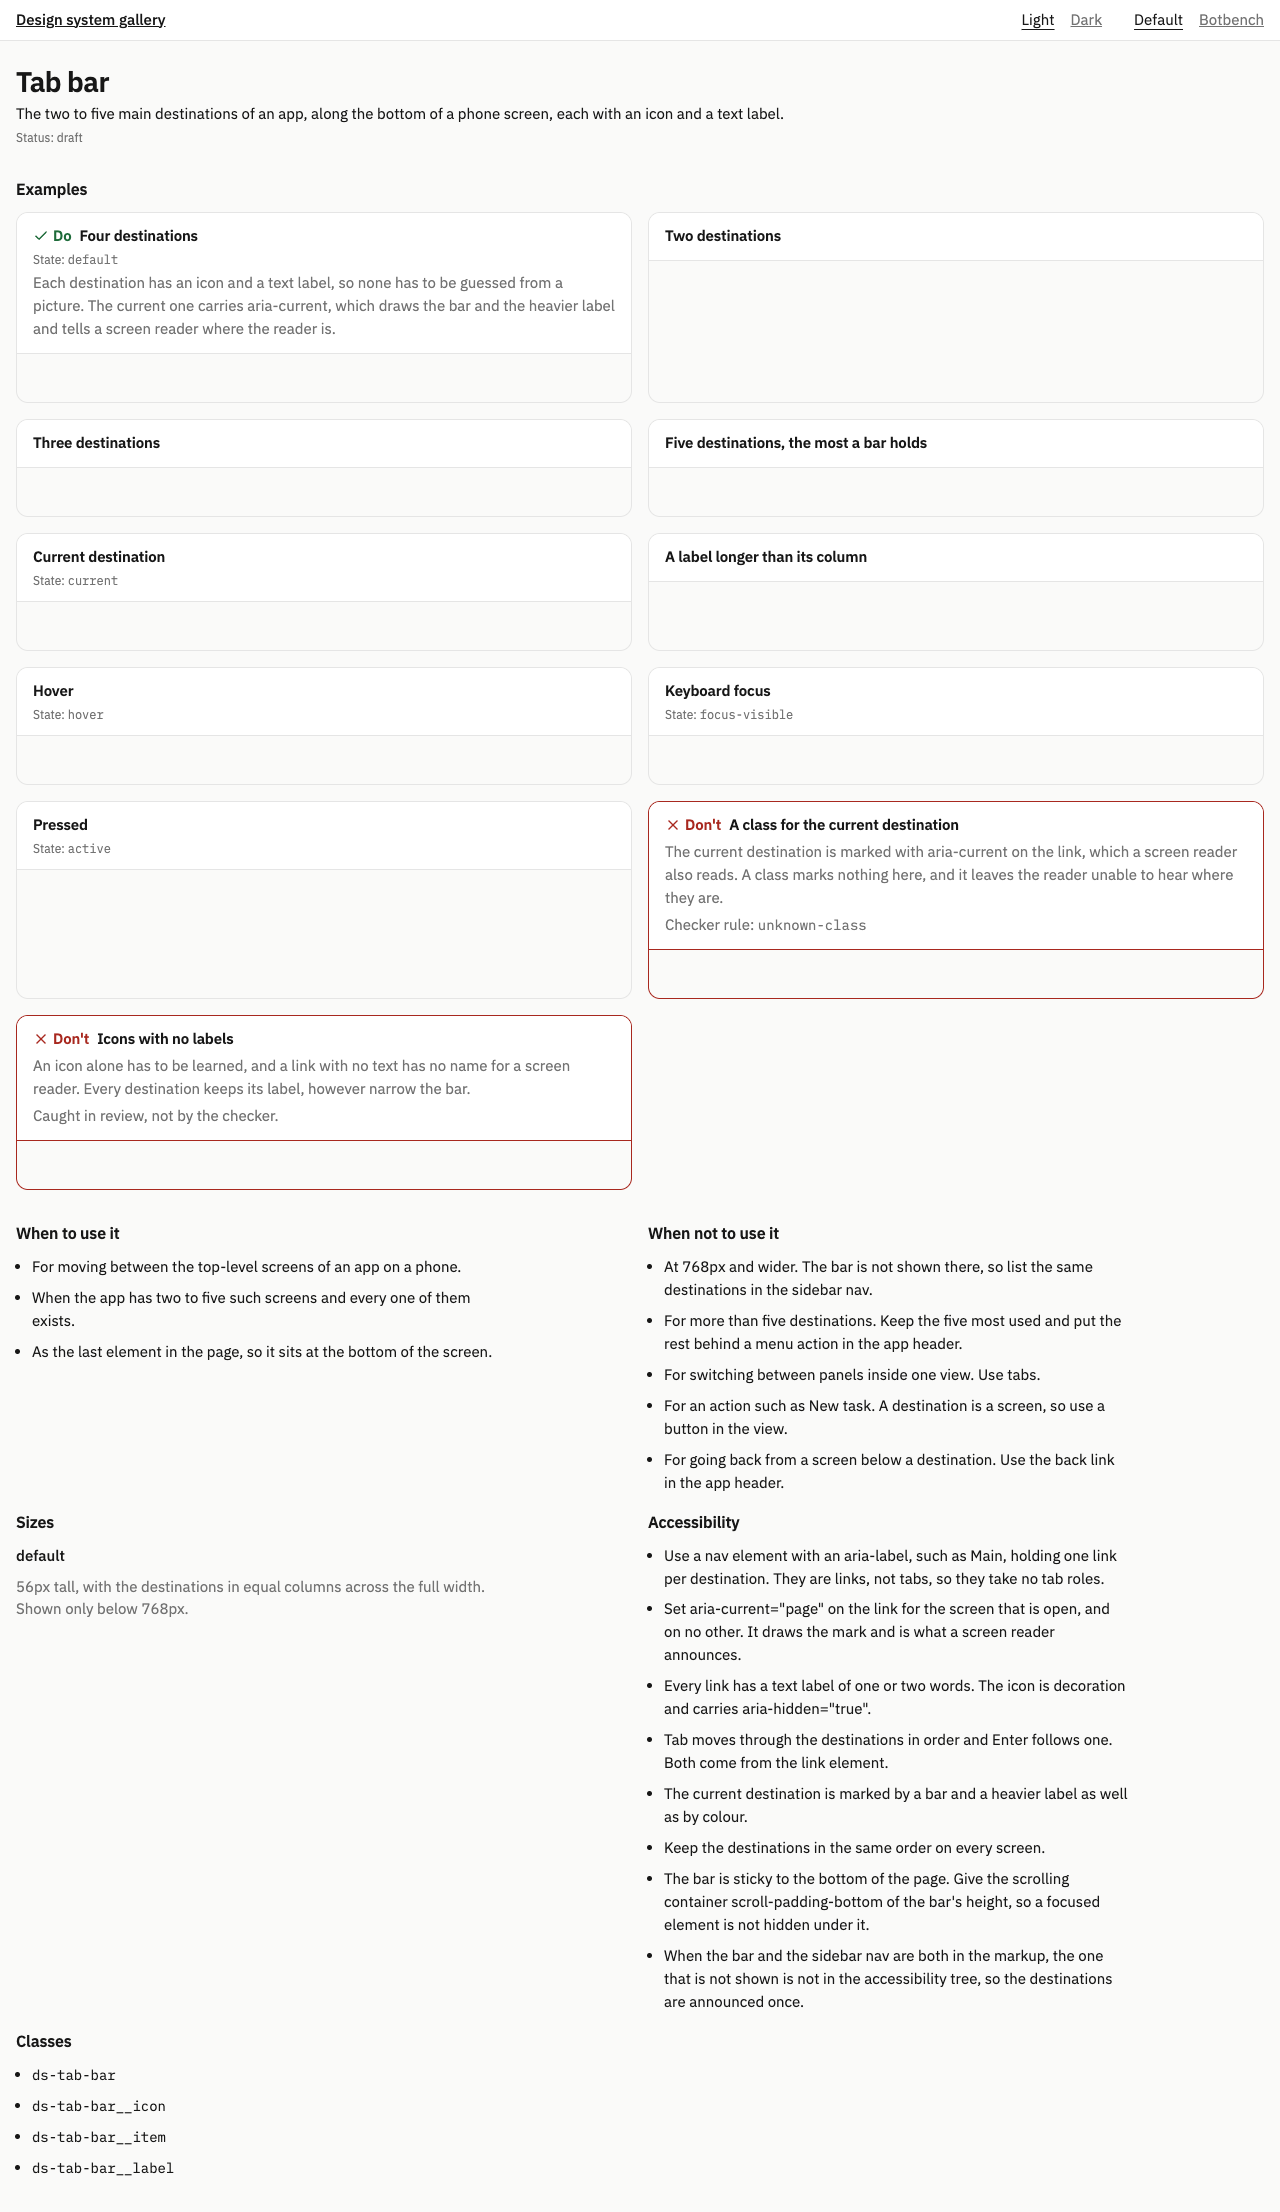 Design system gallery
Light Dark Default Botbench
Tab bar
The two to five main destinations of an app, along the bottom of a phone screen, each with an icon and a text label.
Status: draft
Examples
Do Four destinations
State: default
Each destination has an icon and a text label, so none has to be guessed from a
picture. The current one carries aria-current, which draws the bar and the heavier label
and tells a screen reader where the reader is.
Two destinations
Three destinations
Five destinations, the most a bar holds
Current destination
State: current
A label longer than its column
Hover
State: hover
Keyboard focus
State: focus-visible
Pressed
State: active
Don't A class for the current destination
The current destination is marked with aria-current on the link, which a screen reader
also reads. A class marks nothing here, and it leaves the reader unable to hear where
they are.
Checker rule: unknown-class
Don't Icons with no labels
An icon alone has to be learned, and a link with no text has no name for a screen
reader. Every destination keeps its label, however narrow the bar.
Caught in review, not by the checker.
When to use it
For moving between the top-level screens of an app on a phone.
When the app has two to five such screens and every one of them
exists.
As the last element in the page, so it sits at the bottom of the screen.
When not to use it
At 768px and wider. The bar is not shown there, so list the same
destinations in the sidebar nav.
For more than five destinations. Keep the five most used and put the
rest behind a menu action in the app header.
For switching between panels inside one view. Use tabs.
For an action such as New task. A destination is a screen, so use a
button in the view.
For going back from a screen below a destination. Use the back link
in the app header.
Sizes
default
56px tall, with the destinations in equal columns across the full width.
Shown only below 768px.
Accessibility
Use a nav element with an aria-label, such as Main, holding one link
per destination. They are links, not tabs, so they take no tab roles.
Set aria-current="page" on the link for the screen that is open, and
on no other. It draws the mark and is what a screen reader
announces.
Every link has a text label of one or two words. The icon is decoration
and carries aria-hidden="true".
Tab moves through the destinations in order and Enter follows one.
Both come from the link element.
The current destination is marked by a bar and a heavier label as well
as by colour.
Keep the destinations in the same order on every screen.
The bar is sticky to the bottom of the page. Give the scrolling
container scroll-padding-bottom of the bar's height, so a focused
element is not hidden under it.
When the bar and the sidebar nav are both in the markup, the one
that is not shown is not in the accessibility tree, so the destinations
are announced once.
Classes
ds-tab-bar
ds-tab-bar__icon
ds-tab-bar__item
ds-tab-bar__label